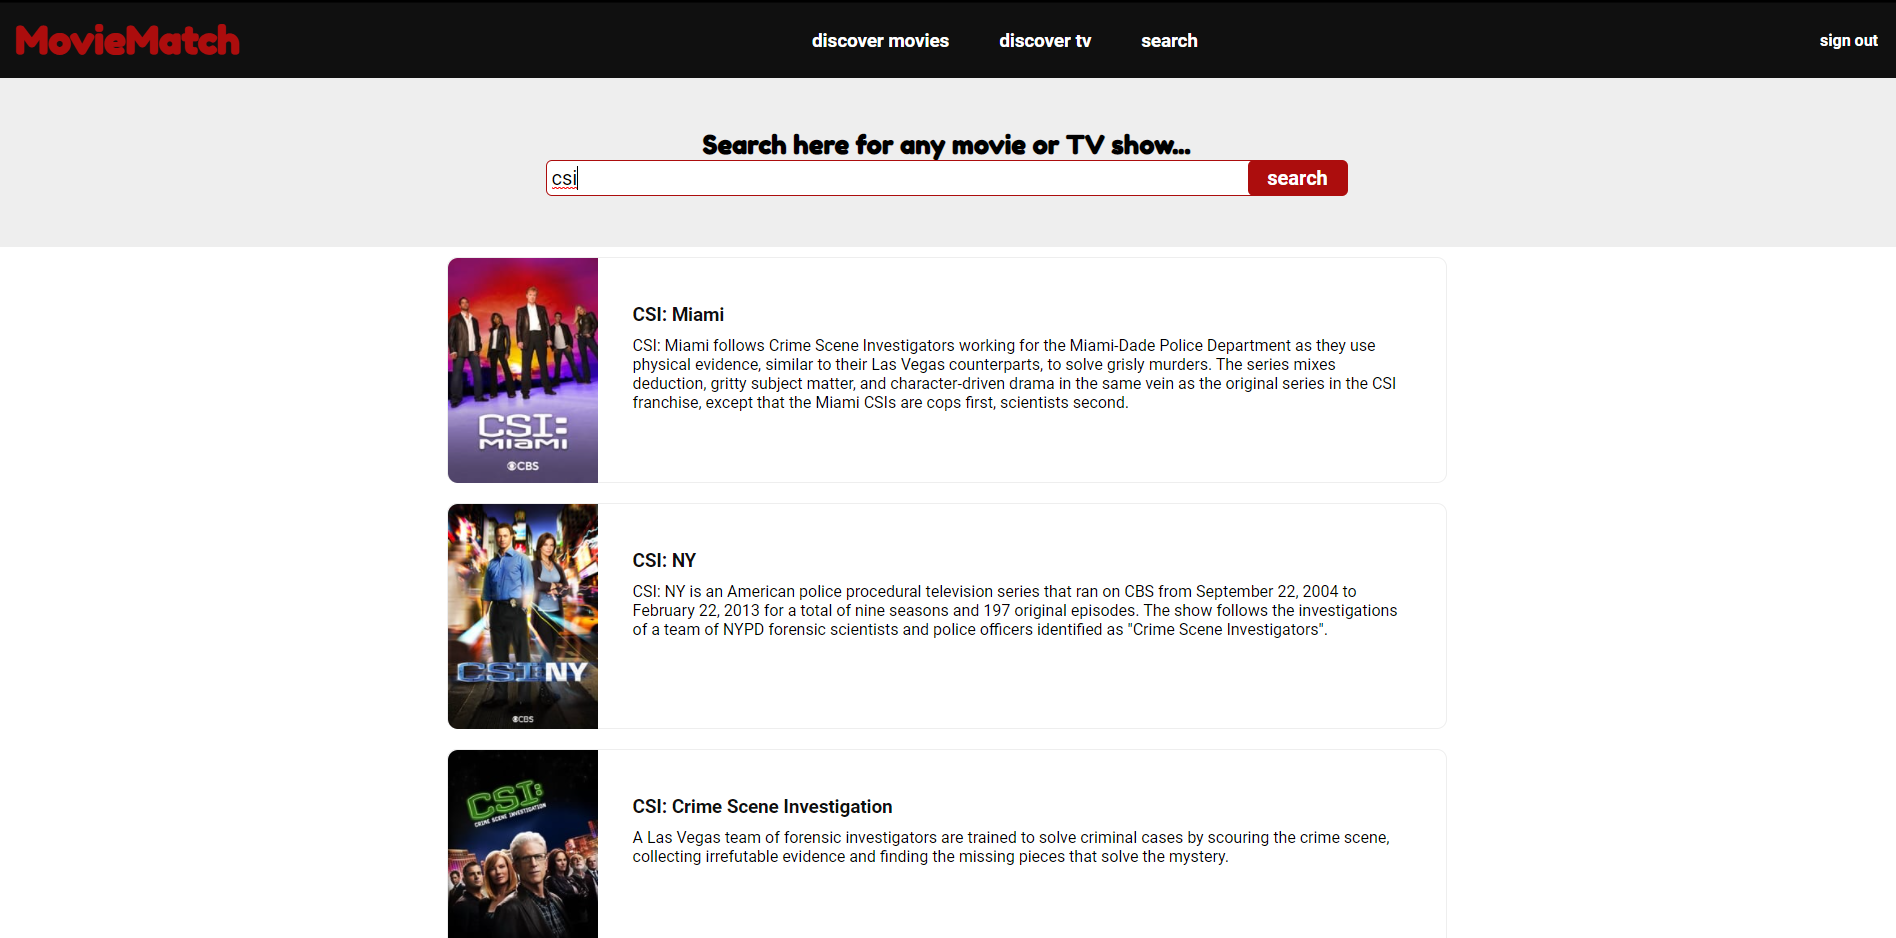 MovieMatch
discover movies
discover tv
search
sign out
Search here for any movie or TV show...
csi
search
CSI:
MIAMI
CBS
CSI: Miami
CSI: Miami follows Crime Scene Investigators working for the Miami-Dade Police Department as they use
physical evidence, similar to their Las Vegas counterparts, to solve grisly murders. The series mixes
deduction, gritty subject matter, and character-driven drama in the same vein as the original series in the CSI
franchise, except that the Miami CSIs are cops first, scientists second.
CSI:NY
CBS
CSI: NY
CSI: NY is an American police procedural television series that ran on CBS from September 22, 2004 to
February 22, 2013 for a total of nine seasons and 197 original episodes. The show follows the investigations
of a team of NYPD forensic scientists and police officers identified as "Crime Scene Investigators".
CSI:
CRIME SCENE INVESTIGATION
CSI: Crime Scene Investigation
A Las Vegas team of forensic investigators are trained to solve criminal cases by scouring the crime scene,
collecting irrefutable evidence and finding the missing pieces that solve the mystery.